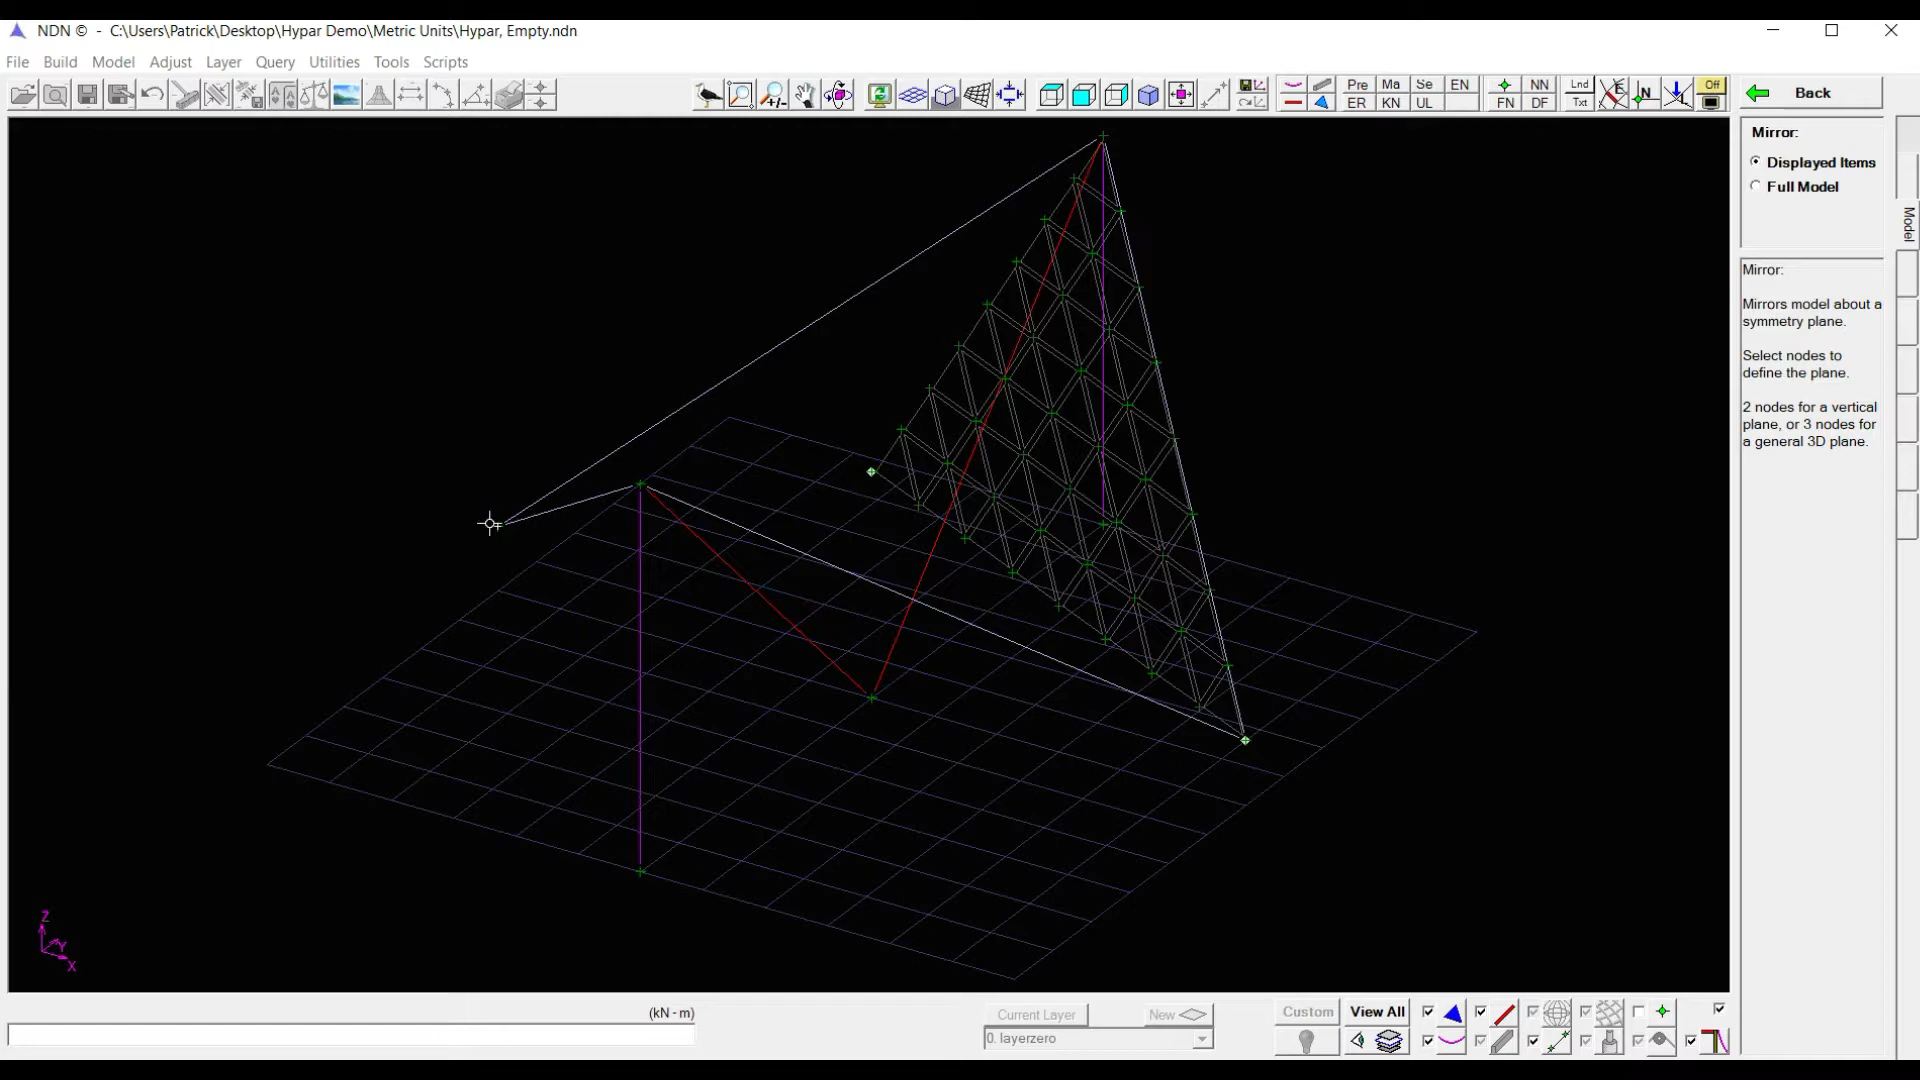 NDN © - C:\Users\Patrick\Desktop\Hypar Demo\Metric Units\Hypar, Empty.ndn
File Build Model Adjust Layer Query Utilities Tools Scripts
Pre Ma Se EN NN Lnd Off
ER KN UL FN DF Txt
E N L
Back
Mirror:
Displayed Items
Full Model
Model
Mirror:
Mirrors model about a
symmetry plane.
Select nodes to
define the plane.
2 nodes for a vertical
plane, or 3 nodes for
a general 3D plane.
Z
Y
X
(kN - m)
Current Layer New
0. layerzero
Custom View All